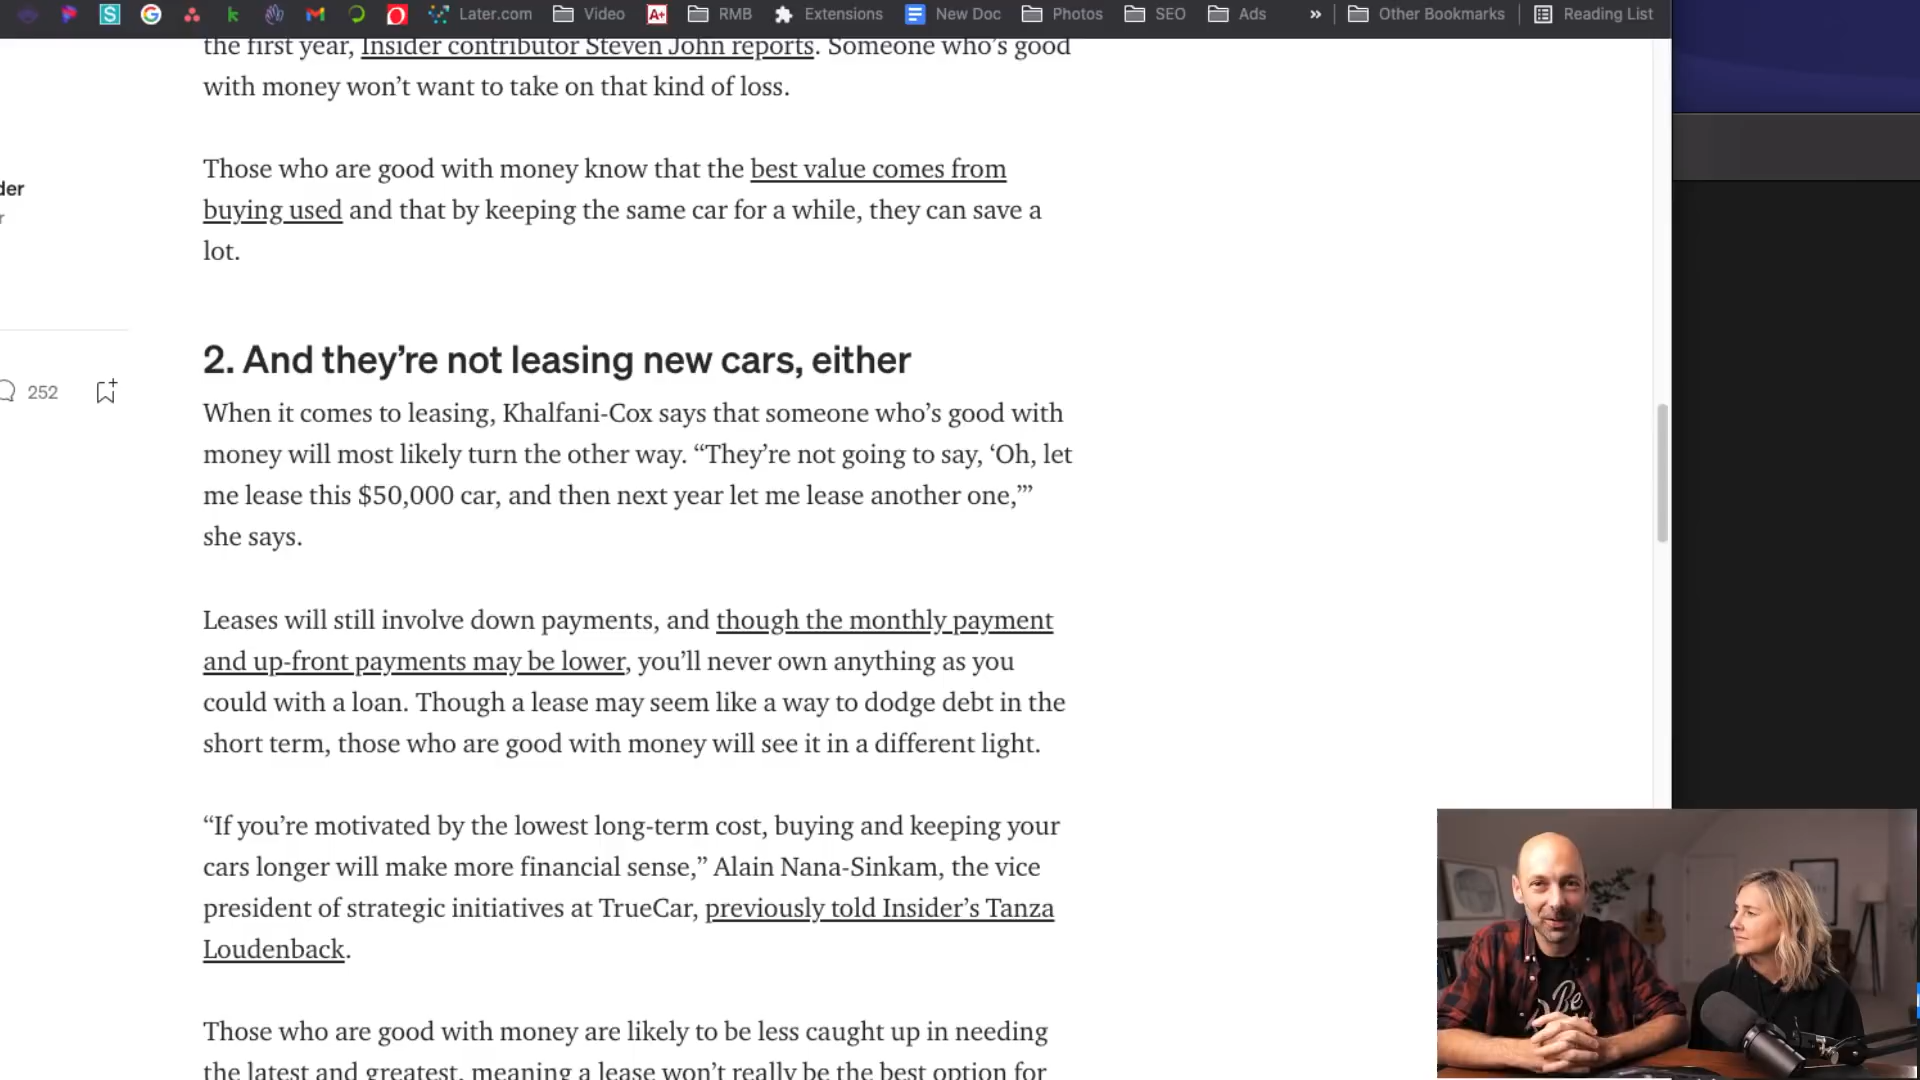 Later.com Video A+ RMB Extensions New Doc Photos SEO Ads » Other Bookmarks Reading List
the first year, Insider contributor Steven John reports. Someone who’s good
with money won’t want to take on that kind of loss.
Those who are good with money know that the best value comes from
buying used and that by keeping the same car for a while, they can save a
lot.
der
r
2. And they’re not leasing new cars, either
252
When it comes to leasing, Khalfani-Cox says that someone who’s good with
money will most likely turn the other way. “They’re not going to say, ‘Oh, let
me lease this $50,000 car, and then next year let me lease another one,’”
she says.
Leases will still involve down payments, and though the monthly payment
and up-front payments may be lower, you’ll never own anything as you
could with a loan. Though a lease may seem like a way to dodge debt in the
short term, those who are good with money will see it in a different light.
“If you’re motivated by the lowest long-term cost, buying and keeping your
cars longer will make more financial sense,” Alain Nana-Sinkam, the vice
president of strategic initiatives at TrueCar, previously told Insider’s Tanza
Loudenback.
Those who are good with money are likely to be less caught up in needing
the latest and greatest, meaning a lease won’t really be the best option for
Be